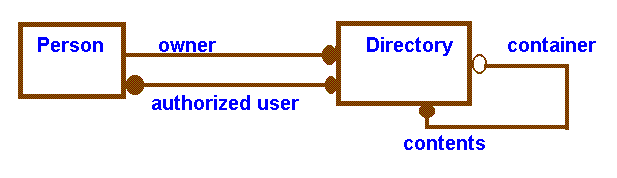 Person
owner
Directory
container
authorized user
contents